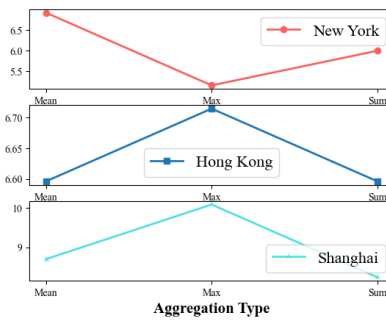 6.5
6.0
5.5
New York
Mean
Max
Sum
6.70
6.65
6.60
Hong Kong
Mean
Max
Sum
10
9
Shanghai
Mean
Max
Sum
Aggregation Type